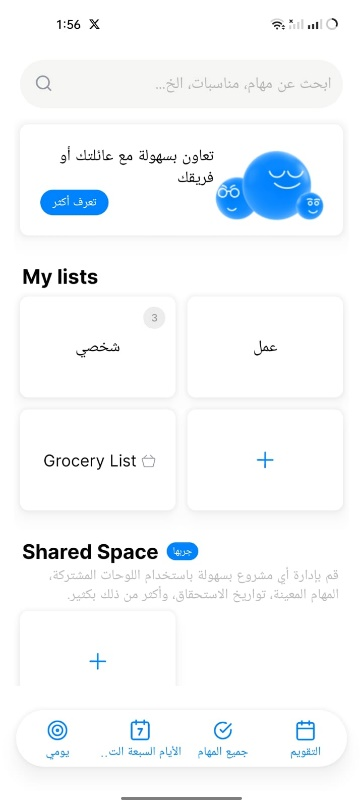 1:56
ابحث عن مهام، مناسبات، الخ...
تعاون بسهولة مع عائلتك أو
فريقك
تعرف أكثر
My lists
3
شخصي
عمل
Grocery List
Shared Space
جربها
قم بإدارة أي مشروع بسهولة باستخدام اللوحات المشتركة،
المهام المعينة، تواريخ الاستحقاق، وأكثر من ذلك بكثير.
7
التقويم
جميع المهام
الأيام السبعة الت...
يومي